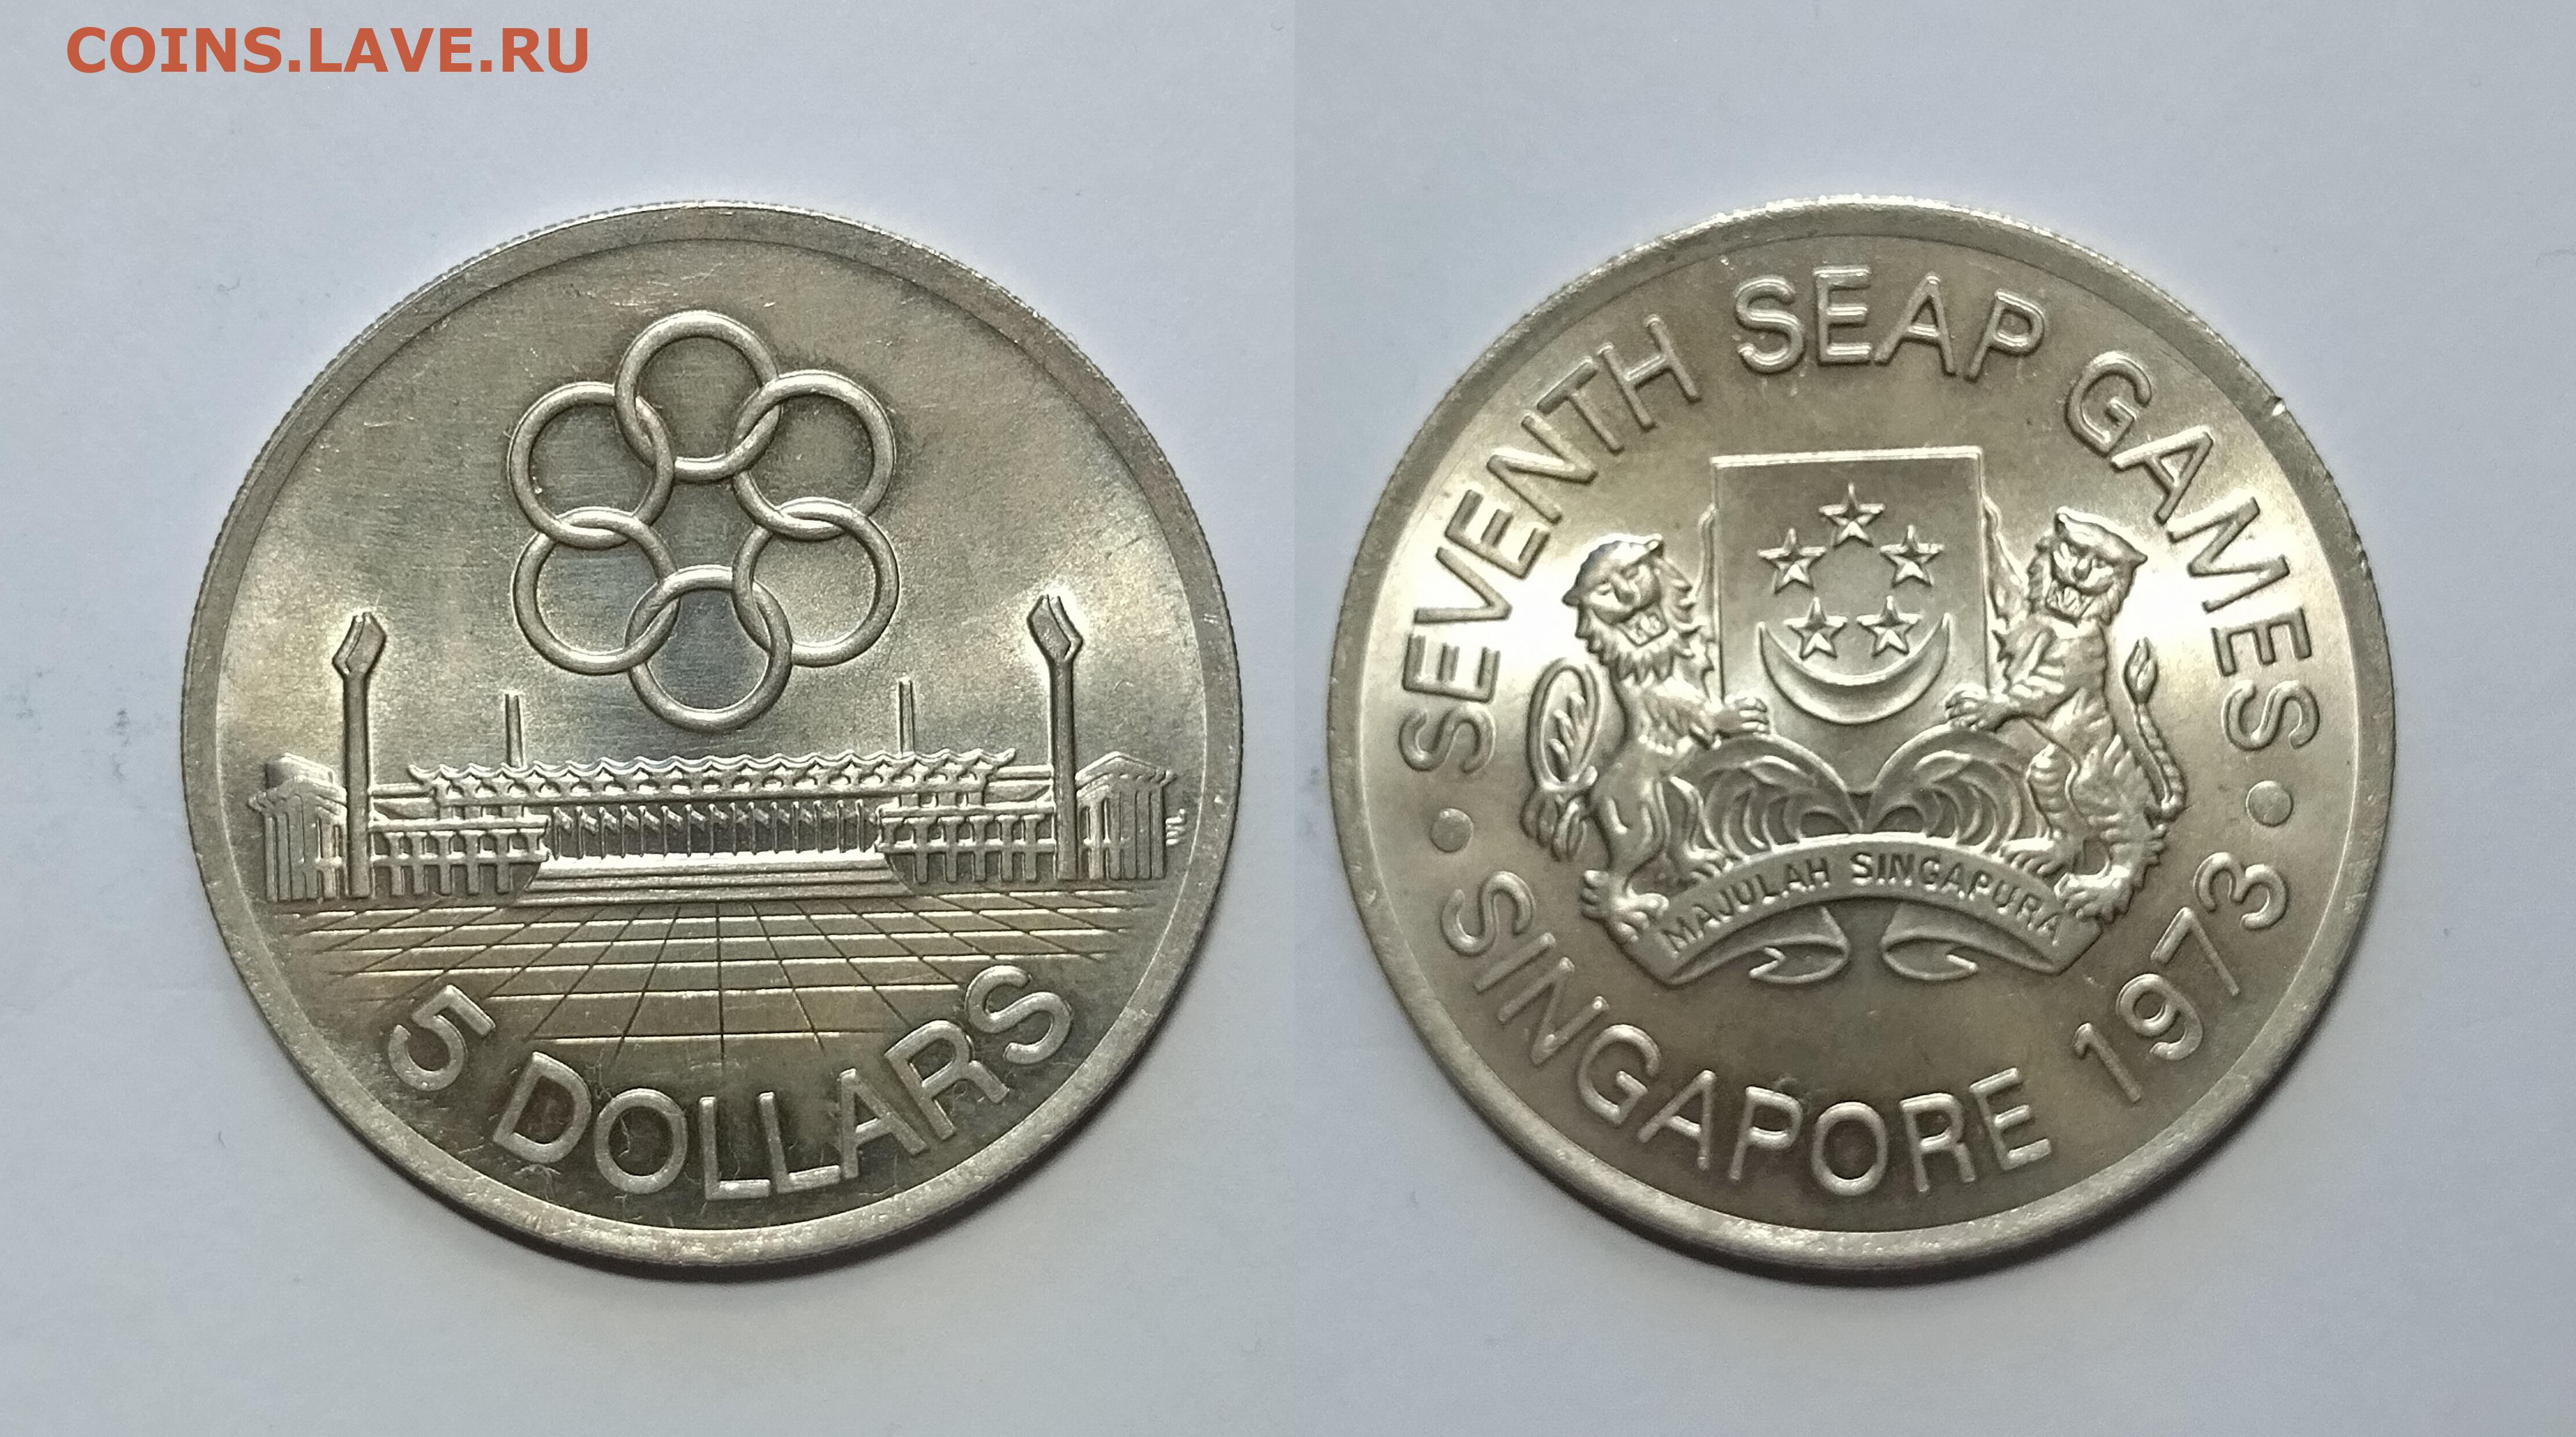 COINS.LAVE.RU
5 DOLLARS
• SEVENTH SEAP GAMES •
MAJULAH SINGAPURA
SINGAPORE 1973